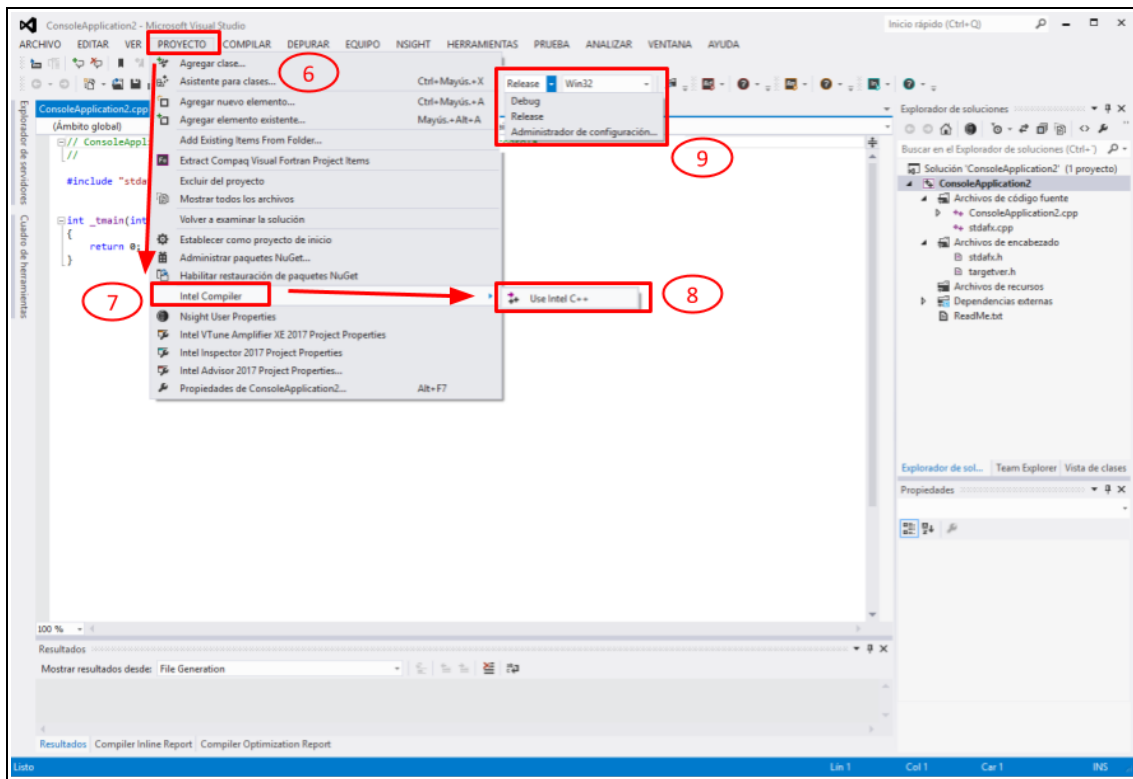 ConsoleApplication2 - Microsoft Visual Studio
Inicio rápido (Ctrl+Q)
ARCHIVO EDITAR VER PROYECTO COMPILAR DEPURAR EQUIPO NSIGHT HERRAMIENTAS PRUEBA ANALIZAR VENTANA AYUDA
Agregar clase...
6
Asistente para clases... Ctrl+Mayús.+X
Agregar nuevo elemento... Ctrl+Mayús.+A
Agregar elemento existente... Mayús.+Alt+A
Add Existing Items From Folder...
Extract Compaq Visual Fortran Project Items
Excluir del proyecto
Mostrar todos los archivos
Volver a examinar la solución
Establecer como proyecto de inicio
Administrar paquetes NuGet...
Habilitar restauración de paquetes NuGet
Intel Compiler
7
Use Intel C++
8
Nsight User Properties
Intel VTune Amplifier XE 2017 Project Properties
Intel Inspector 2017 Project Properties
Intel Advisor 2017 Project Properties...
Propiedades de ConsoleApplication2... Alt+F7
Release Win32
Debug
Release
Administrador de configuración...
9
Explorador de servidores
Cuadro de herramientas
ConsoleApplication2.cpp
(Ámbito global)
// ConsoleAppli
//
#include "stda
int _tmain(int
{
return 0;
}
Explorador de soluciones
Buscar en el Explorador de soluciones (Ctrl+´)
Solución 'ConsoleApplication2' (1 proyecto)
ConsoleApplication2
Archivos de código fuente
ConsoleApplication2.cpp
stdafx.cpp
Archivos de encabezado
stdafx.h
targetver.h
Archivos de recursos
Dependencias externas
ReadMe.txt
Explorador de sol... Team Explorer Vista de clases
Propiedades
100 %
Resultados
Mostrar resultados desde: File Generation
Resultados Compiler Inline Report Compiler Optimization Report
Listo Lín 1 Col 1 Car 1 INS